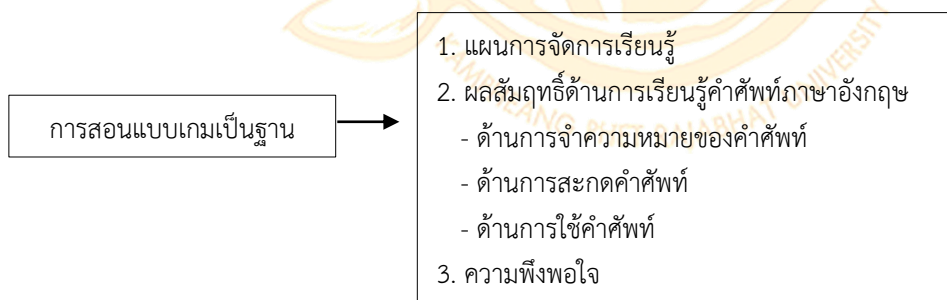 การสอนแบบเกมเป็นฐาน
1. แผนการจัดการเรียนรู้
2. ผลสัมฤทธิ์ด้านการเรียนรู้คำศัพท์ภาษาอังกฤษ
- ด้านการจำความหมายของคำศัพท์
- ด้านการสะกดคำศัพท์
- ด้านการใช้คำศัพท์
3. ความพึงพอใจ